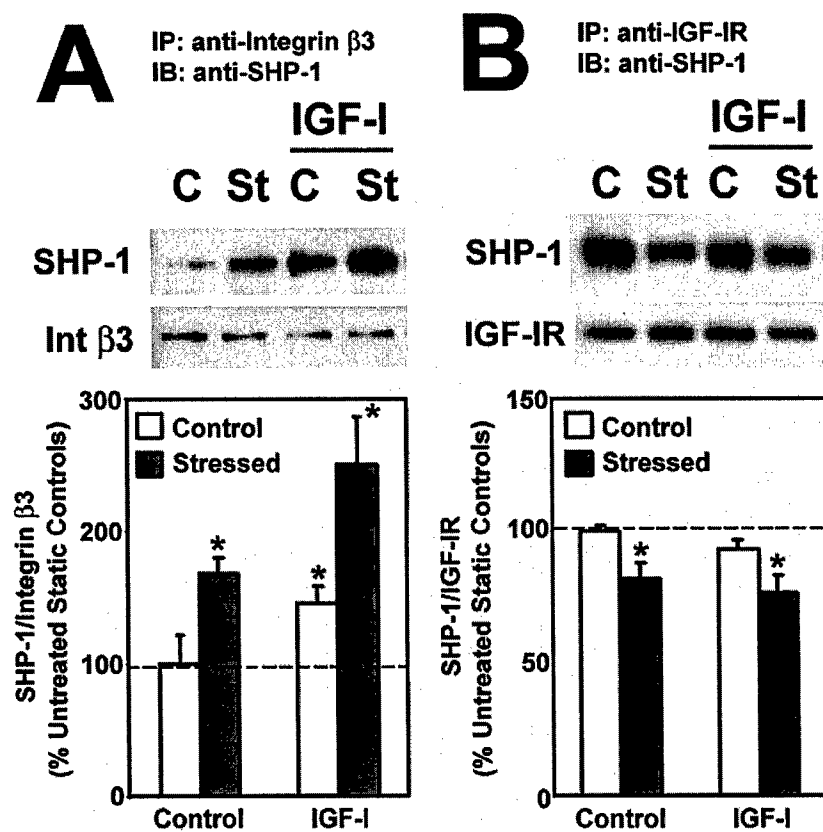 A
IP: anti-Integrin β3
IB: anti-SHP-1
IGF-I
C St C St
SHP-1
Int β3
300
200
100
0
SHP-1/Integrin β3
(% Untreated Static Controls)
Control
Stressed
*
*
*
Control IGF-I
B
IP: anti-IGF-IR
IB: anti-SHP-1
IGF-I
C St C St
SHP-1
IGF-IR
150
100
50
0
SHP-1/IGF-IR
(% Untreated Static Controls)
Control
Stressed
*
*
Control IGF-I